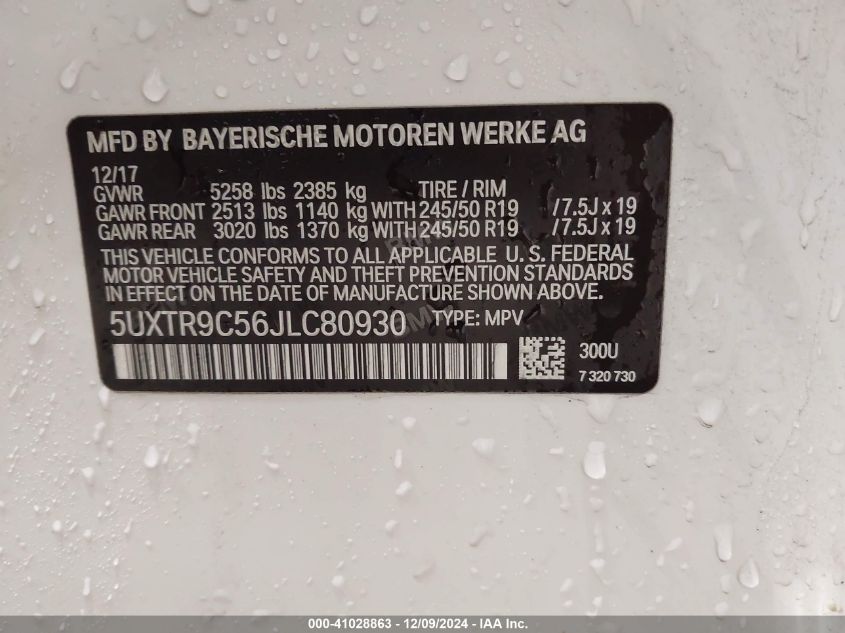 MFD BY BAYERISCHE MOTOREN WERKE AG
12/17
GVWR 5258 lbs 2385 kg TIRE / RIM
GAWR FRONT 2513 lbs 1140 kg WITH 245/50 R19 /7.5J x 19
GAWR REAR 3020 lbs 1370 kg WITH 245/50 R19 /7.5J x 19
THIS VEHICLE CONFORMS TO ALL APPLICABLE U. S. FEDERAL
MOTOR VEHICLE SAFETY AND THEFT PREVENTION STANDARDS
IN EFFECT ON THE DATE OF MANUFACTURE SHOWN ABOVE.
5UXTR9C56JLC80930 TYPE: MPV
300U
7 320 730
000-41028863 - 12/09/2024 - IAA Inc.